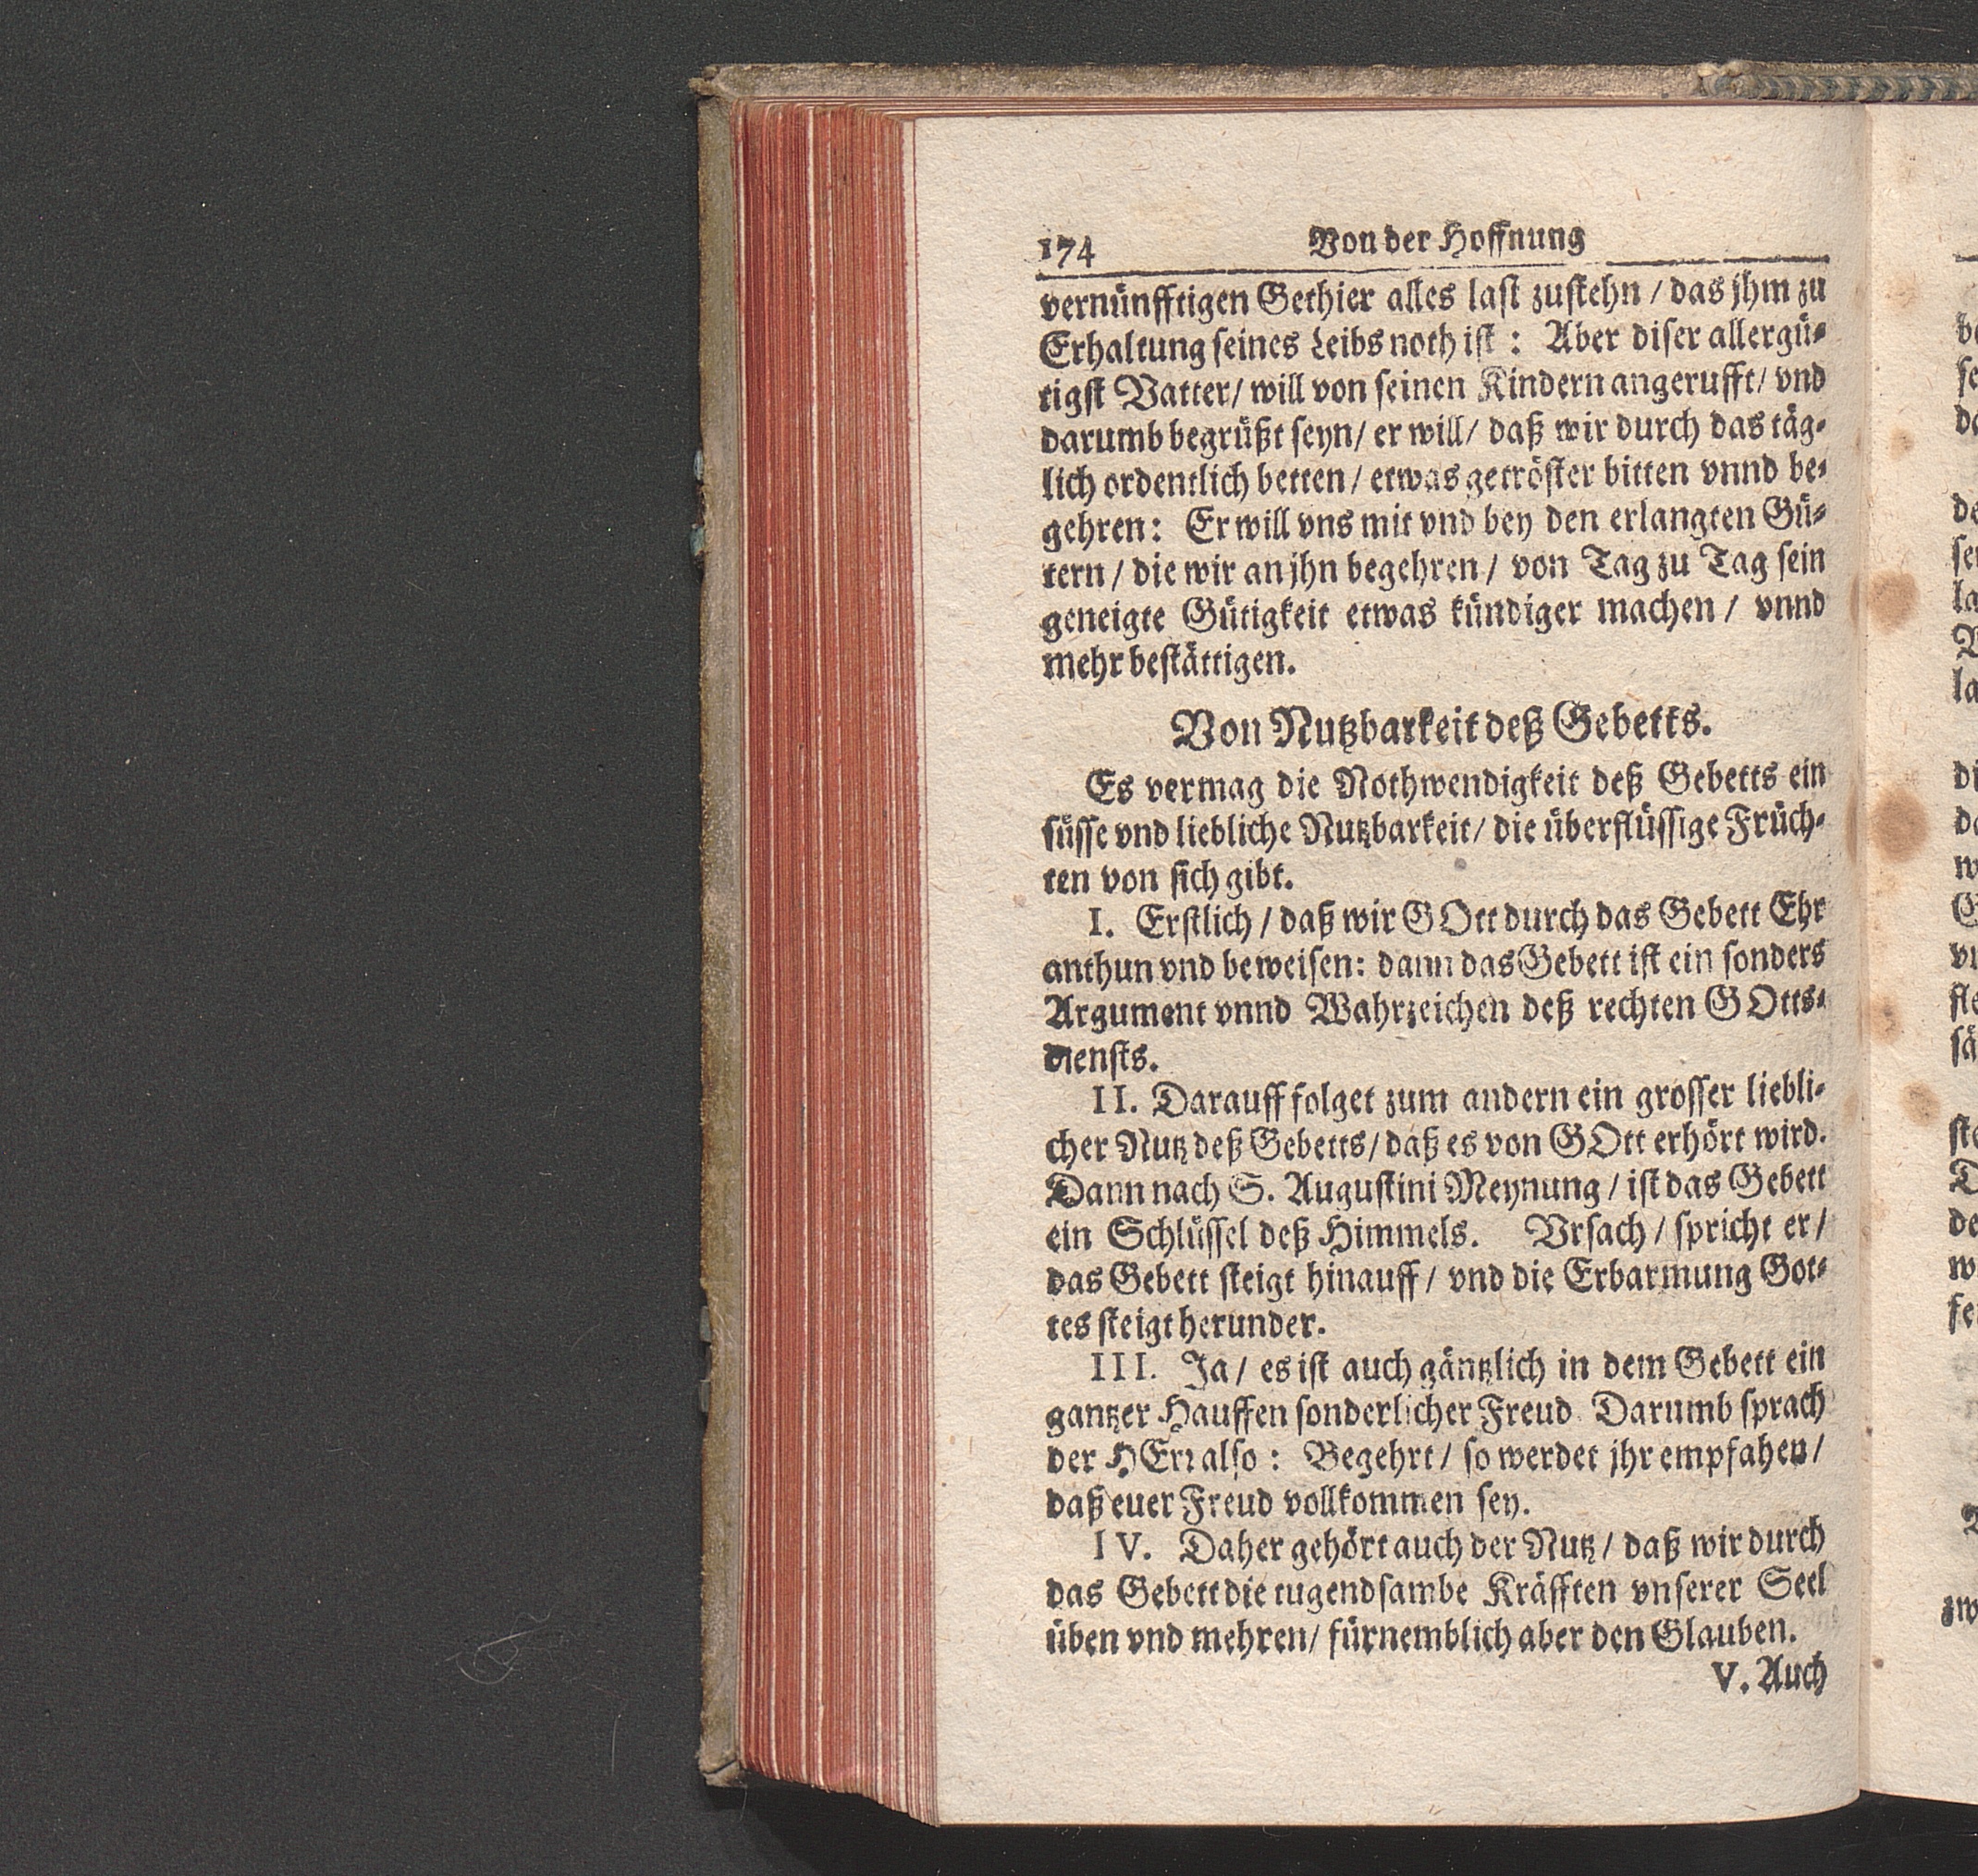 174 Von der Hoffnung
vernünfftigen Gethier alles last zustehn / das jhm zu
Erhaltung seines Leibs noth ist : Aber diser allergü-
tigst Vatter/ will von seinen Kindern angerufft/ vnd
darumb begrüßt seyn/ er will/ daß wir durch das täg-
lich ordentlich betten / etwas getröster bitten vnnd be-
gehren: Er will vns mit vnd bey den erlangten Gü-
tern / die wir an jhn begehren / von Tag zu Tag sein
geneigte Gütigkeit etwas kündiger machen / vnnd
mehr bestättigen.
Von Nutzbarkeit deß Gebetts.
Es vermag die Nothwendigkeit deß Gebetts ein
süsse vnd liebliche Nutzbarkeit/ die überflüssige Früch-
ten von sich gibt.
I. Erstlich / daß wir GOtt durch das Gebett Ehr
anthun vnd beweisen: dann das Gebett ist ein sonders
Argument vnnd Wahrzeichen deß rechten GOtts-
diensts.
II. Darauff folget zum andern ein grosser liebli-
cher Nutz deß Gebetts/ daß es von GOtt erhört wird.
Dann nach S. Augustini Meynung / ist das Gebett
ein Schlüssel deß Himmels. Vrsach / spricht er /
das Gebett steigt hinauff / vnd die Erbarmung Got-
tes steigt herunder.
III. Ja / es ist auch gäntzlich in dem Gebett ein
gantzer Hauffen sonderlicher Freud. Darumb sprach
der HErr also : Begehrt / so werdet jhr empfahen /
daß euer Freud vollkommen sey.
IV. Daher gehört auch der Nutz / daß wir durch
das Gebett die tugendsambe Kräfften vnserer Seel
üben vnd mehren/ fürnemblich aber den Glauben.
V. Auch